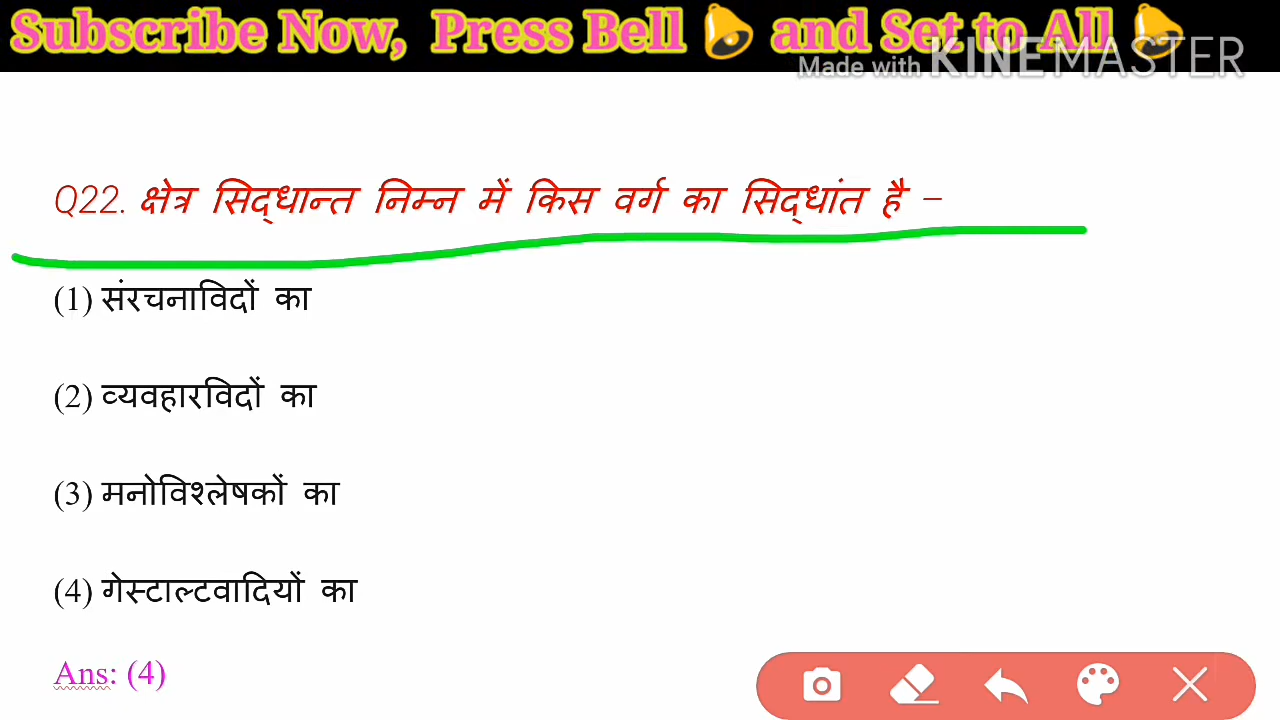 Subscribe Now, Press Bell 🔔 and Set to All 🔔
Made with KINEMASTER
Q22. क्षेत्र सिद्धान्त निम्न में किस वर्ग का सिद्धांत है –
(1) संरचनाविदों का
(2) व्यवहारविदों का
(3) मनोविश्लेषकों का
(4) गेस्टाल्टवादियों का
Ans: (4)